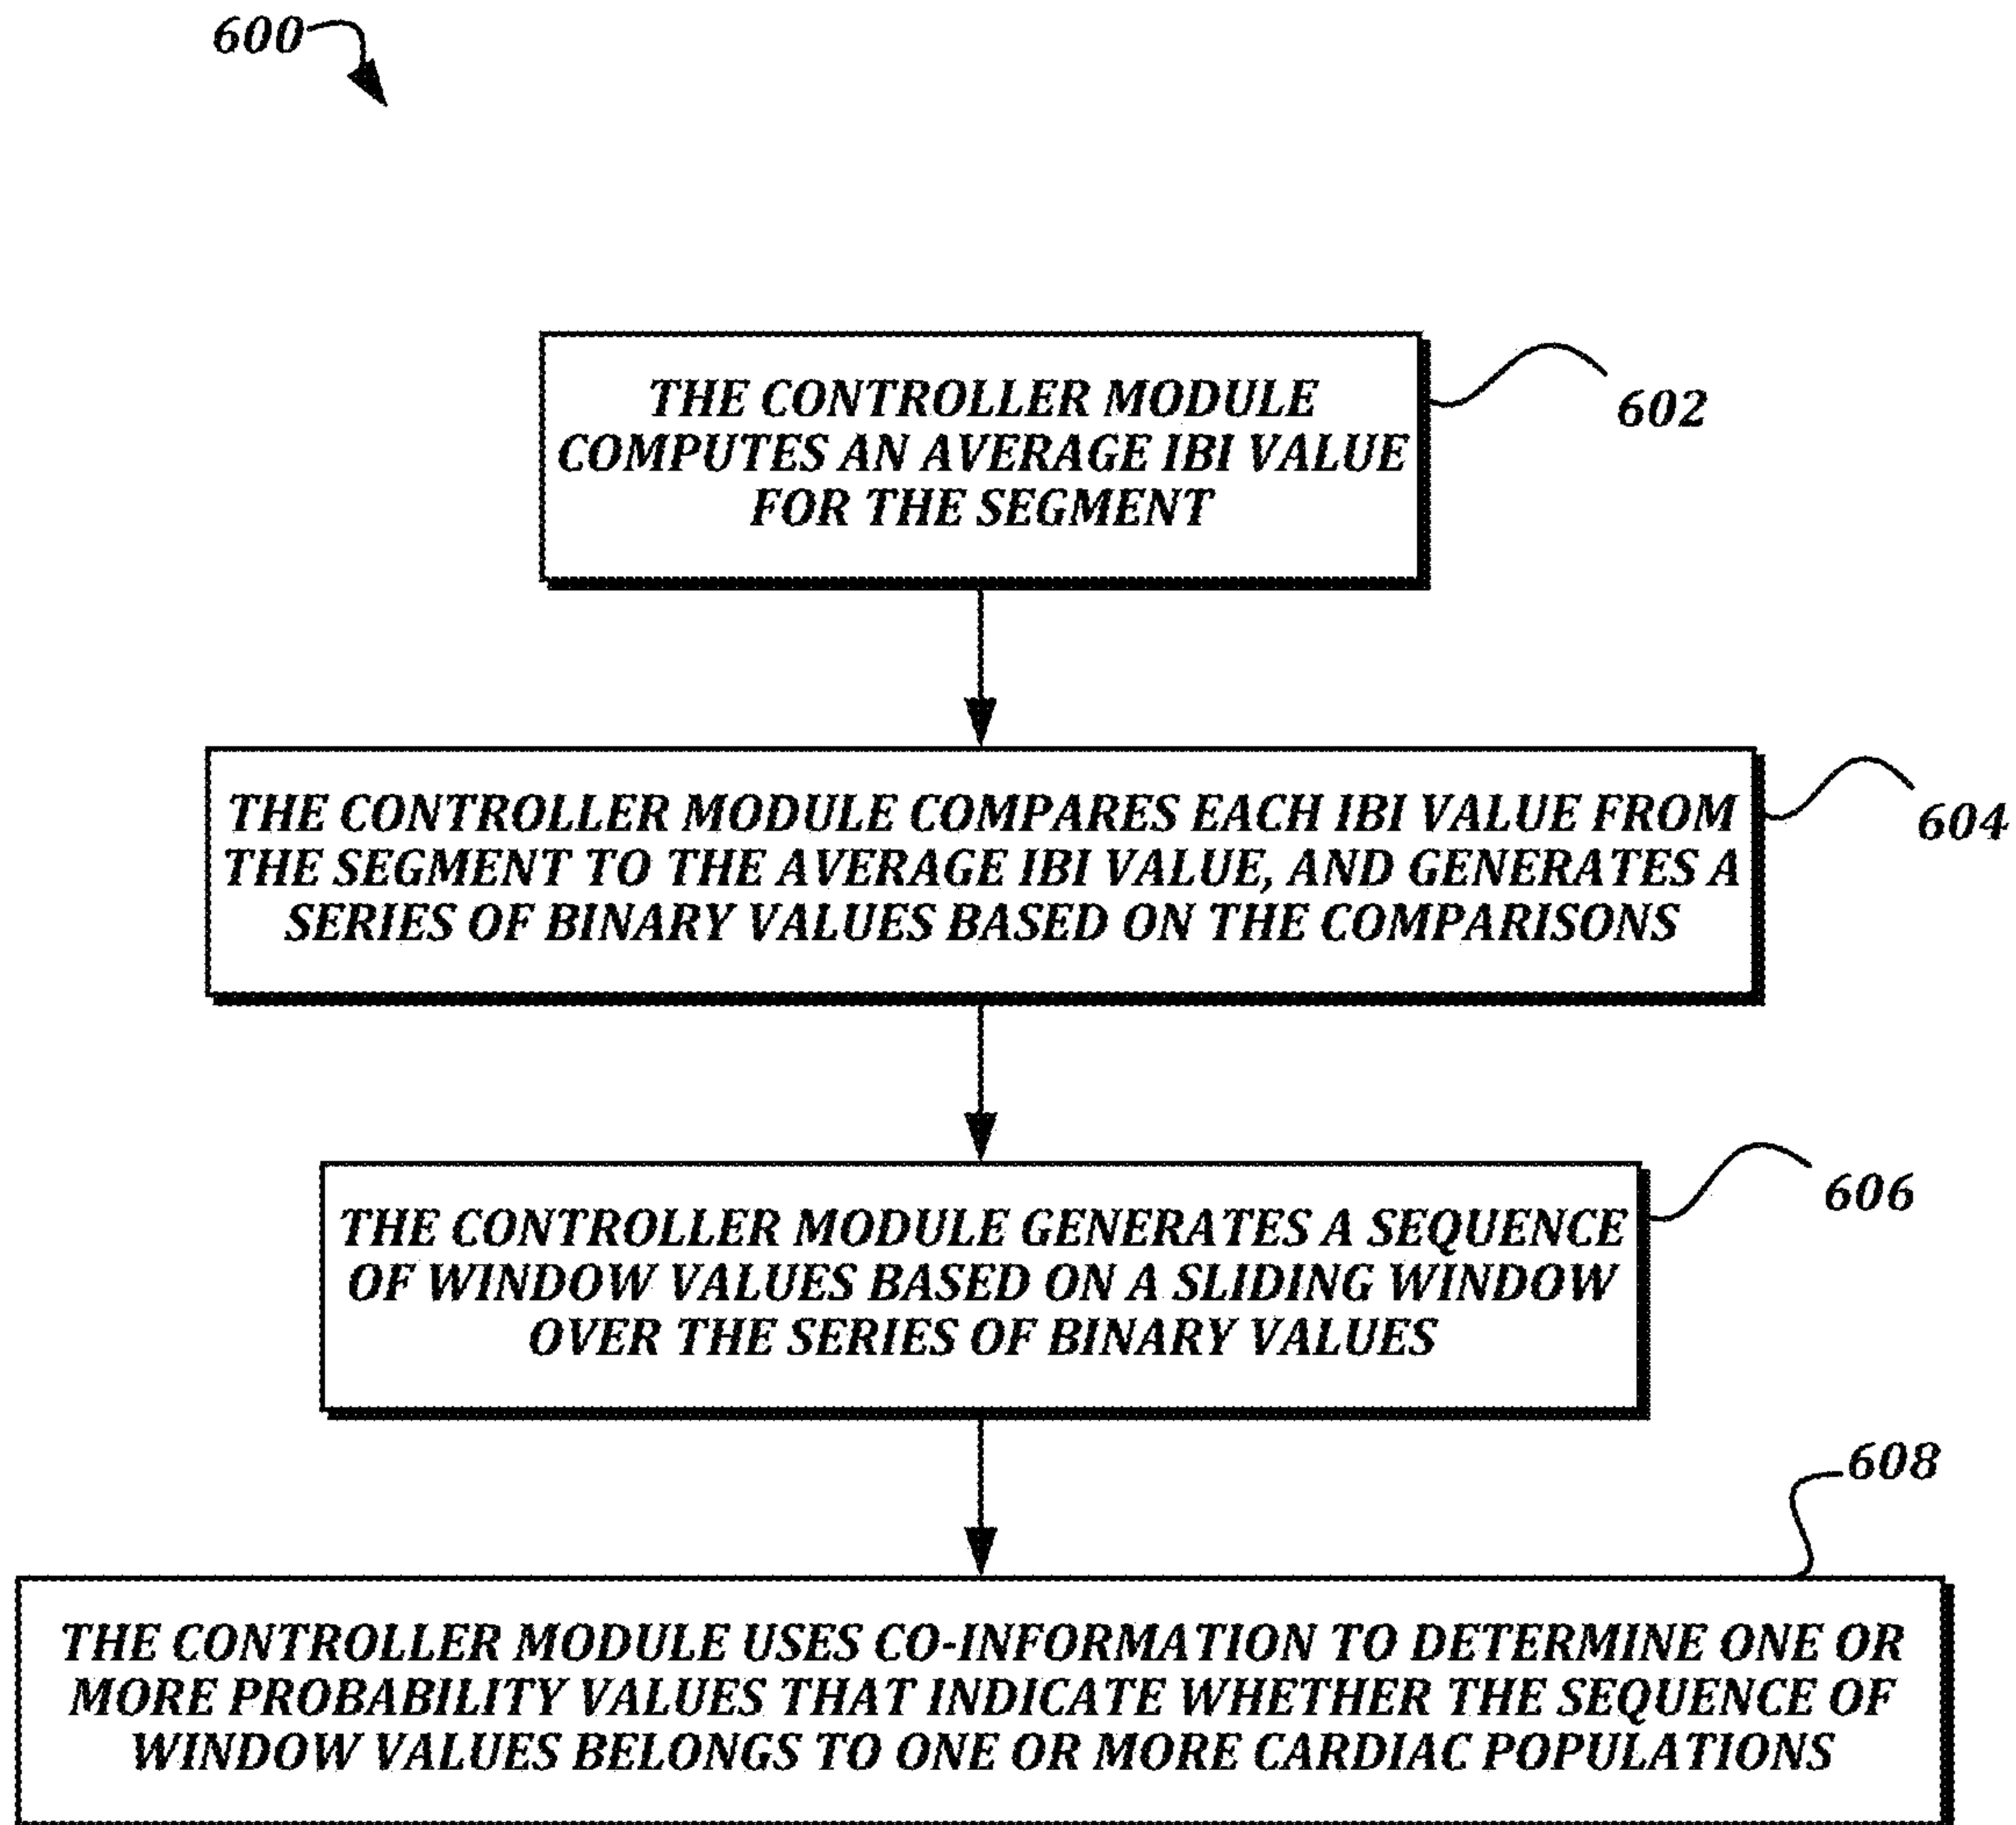 600
THE CONTROLLER MODULE
COMPUTES AN AVERAGE IBI VALUE
FOR THE SEGMENT
602
THE CONTROLLER MODULE COMPARES EACH IBI VALUE FROM
THE SEGMENT TO THE AVERAGE IBI VALUE, AND GENERATES A
SERIES OF BINARY VALUES BASED ON THE COMPARISONS
604
THE CONTROLLER MODULE GENERATES A SEQUENCE
OF WINDOW VALUES BASED ON A SLIDING WINDOW
OVER THE SERIES OF BINARY VALUES
606
608
THE CONTROLLER MODULE USES CO-INFORMATION TO DETERMINE ONE OR
MORE PROBABILITY VALUES THAT INDICATE WHETHER THE SEQUENCE OF
WINDOW VALUES BELONGS TO ONE OR MORE CARDIAC POPULATIONS